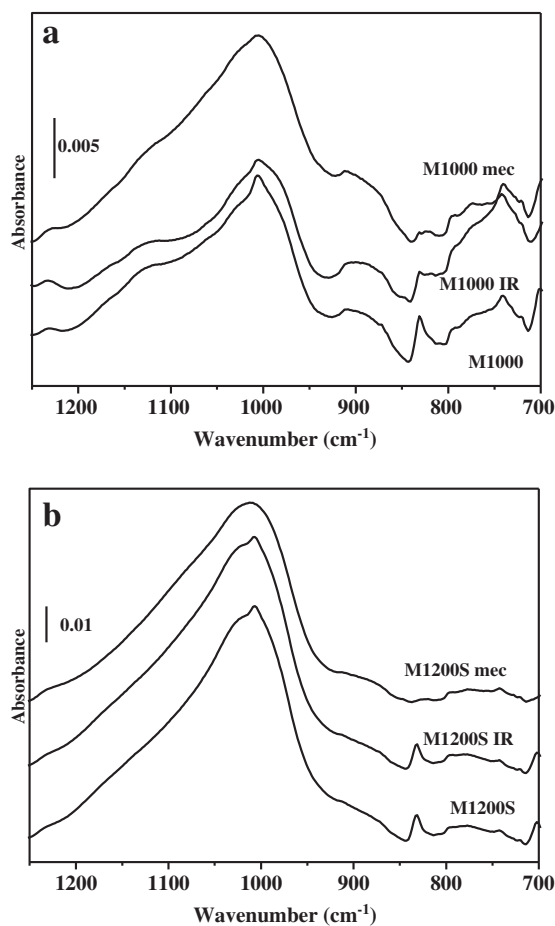 a
0.005
Absorbance
M1000 mec
M1000 IR
M1000
1200 1100 1000 900 800 700
Wavenumber (cm-1)
b
0.01
Absorbance
M1200S mec
M1200S IR
M1200S
1200 1100 1000 900 800 700
Wavenumber (cm-1)